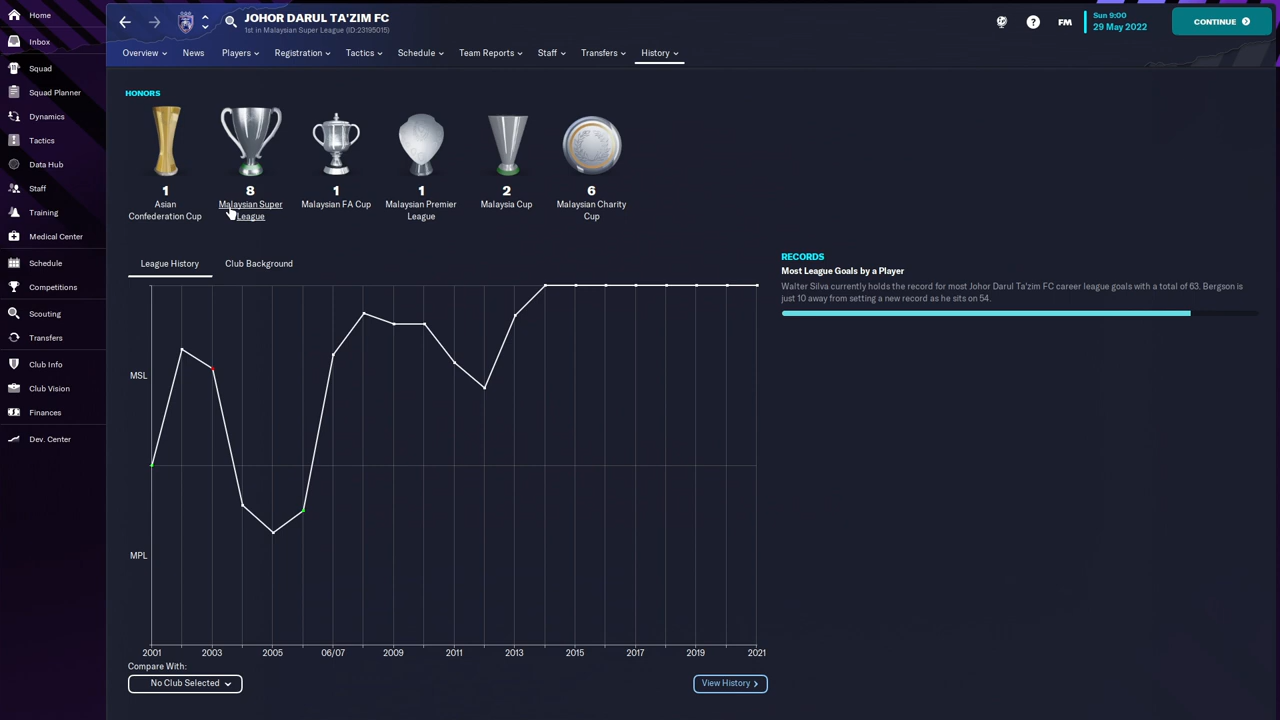 Home
Inbox
Squad
Squad Planner
Dynamics
Tactics
Data Hub
Staff
Training
Medical Center
Schedule
Competitions
Scouting
Transfers
Club Info
Club Vision
Finances
Dev. Center
JOHOR DARUL TA'ZIM FC
1st in Malaysian Super League (ID:23195015)
FM
Sun 9:00
29 May 2022
CONTINUE
Overview
News
Players
Registration
Tactics
Schedule
Team Reports
Staff
Transfers
History
HONORS
1
Asian
Confederation Cup
8
Malaysian Super
League
1
Malaysian FA Cup
1
Malaysian Premier
League
2
Malaysia Cup
6
Malaysian Charity
Cup
League History
Club Background
MSL
MPL
2001 2003 2005 06/07 2009 2011 2013 2015 2017 2019 2021
Compare With:
No Club Selected
View History
RECORDS
Most League Goals by a Player
Walter Silva currently holds the record for most Johor Darul Ta'zim FC career league goals with a total of 63. Bergson is
just 10 away from setting a new record as he sits on 54.